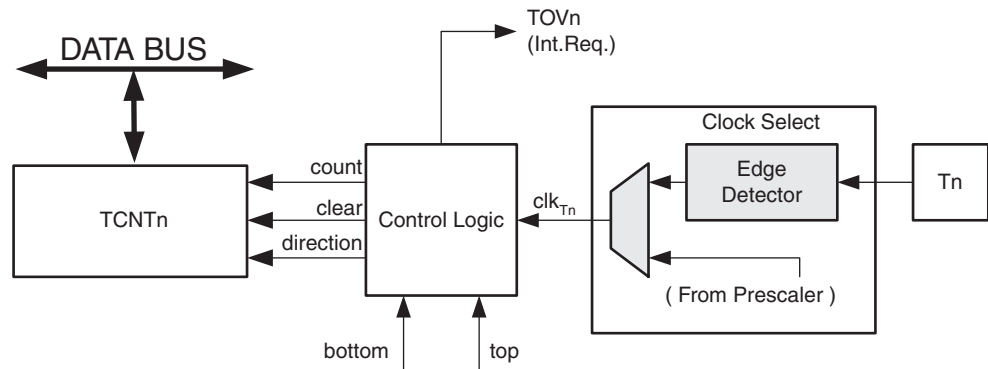 TOVn
(Int.Req.)
DATA BUS
Clock Select
count
Edge
Detector
Tn
TCNTn
clear
Control Logic
clkTn
direction
( From Prescaler )
bottom
top